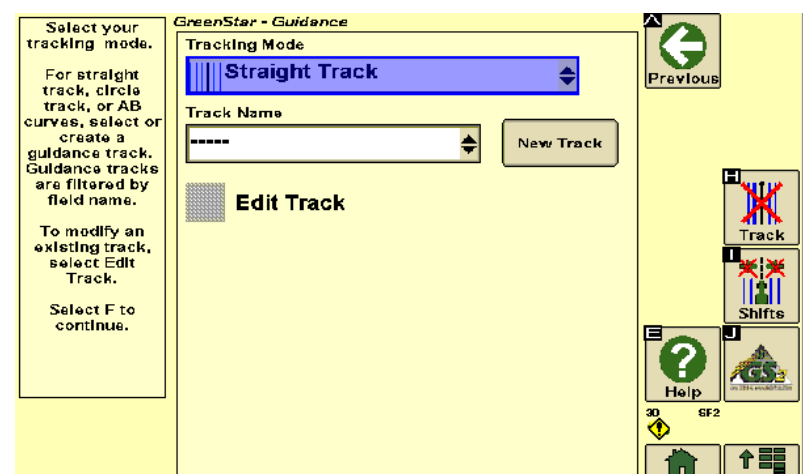 Select your
tracking mode.
For straight
track, circle
track, or AB
curves, select or
create a
guidance track.
Guidance tracks
are filtered by
field name.
To modify an
existing track,
select Edit
Track.
Select F to
continue.
GreenStar - Guidance
Tracking Mode
Straight Track
Track Name
-----
New Track
Edit Track
A
Previous
H
Track
I
Shifts
E
Help
J
GS2
3D SF2